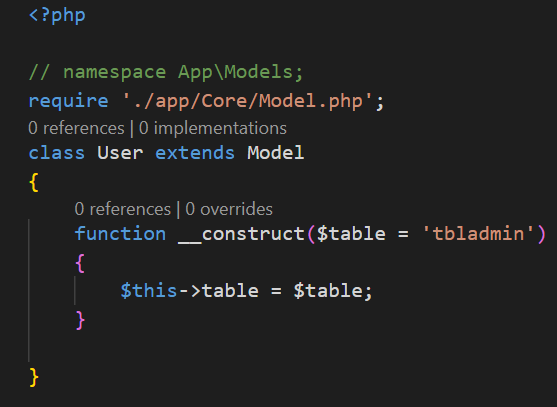 <?php
// namespace App\Models;
require './app/Core/Model.php';
0 references | 0 implementations
class User extends Model
{
0 references | 0 overrides
function __construct($table = 'tbladmin')
{
$this->table = $table;
}
}